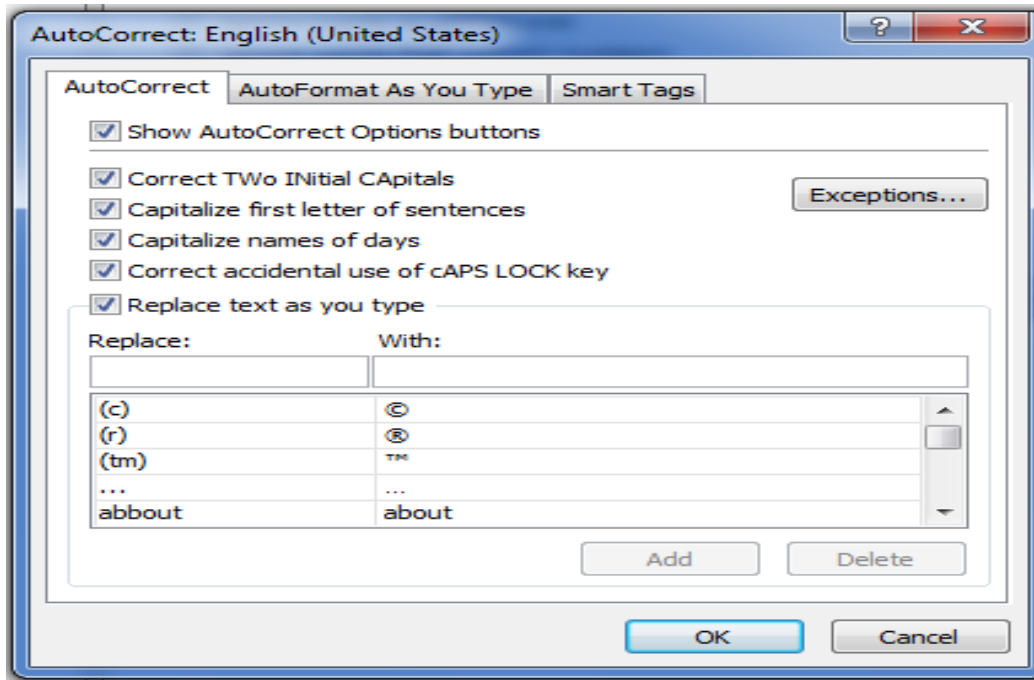 AutoCorrect: English (United States)
AutoCorrect AutoFormat As You Type Smart Tags
Show AutoCorrect Options buttons
Correct TWo INitial CApitals
Exceptions...
Capitalize first letter of sentences
Capitalize names of days
Correct accidental use of cAPS LOCK key
Replace text as you type
Replace: With:
(c) ©
(r) ®
(tm) ™
... ...
abbout about
Add Delete
OK Cancel